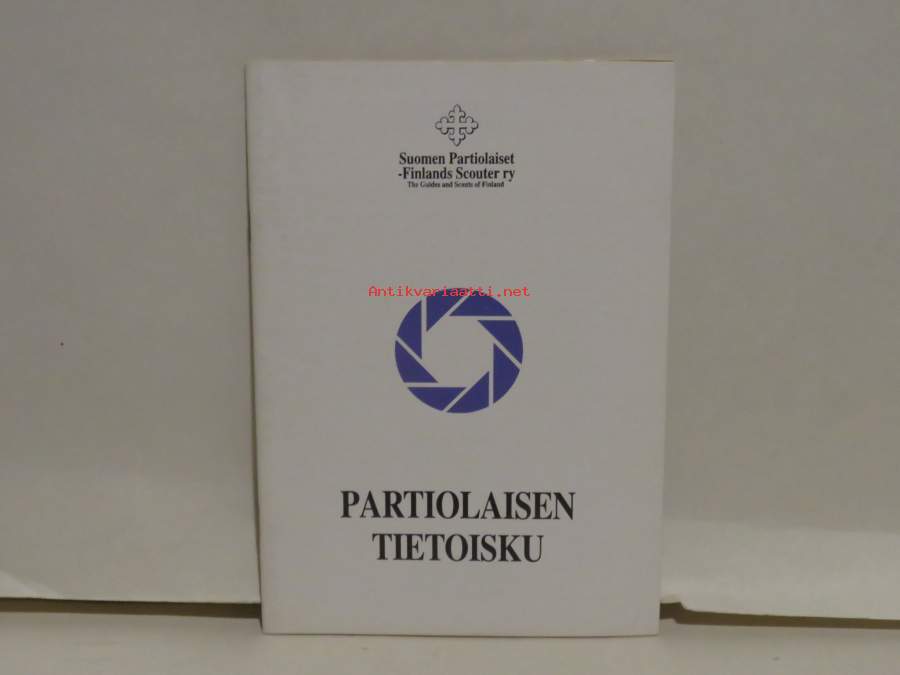 Suomen Partiolaiset
-Finlands Scouter ry
The Guides and Scouts of Finland
Antikvariaatti.net
PARTIOLAISEN
TIETOISKU